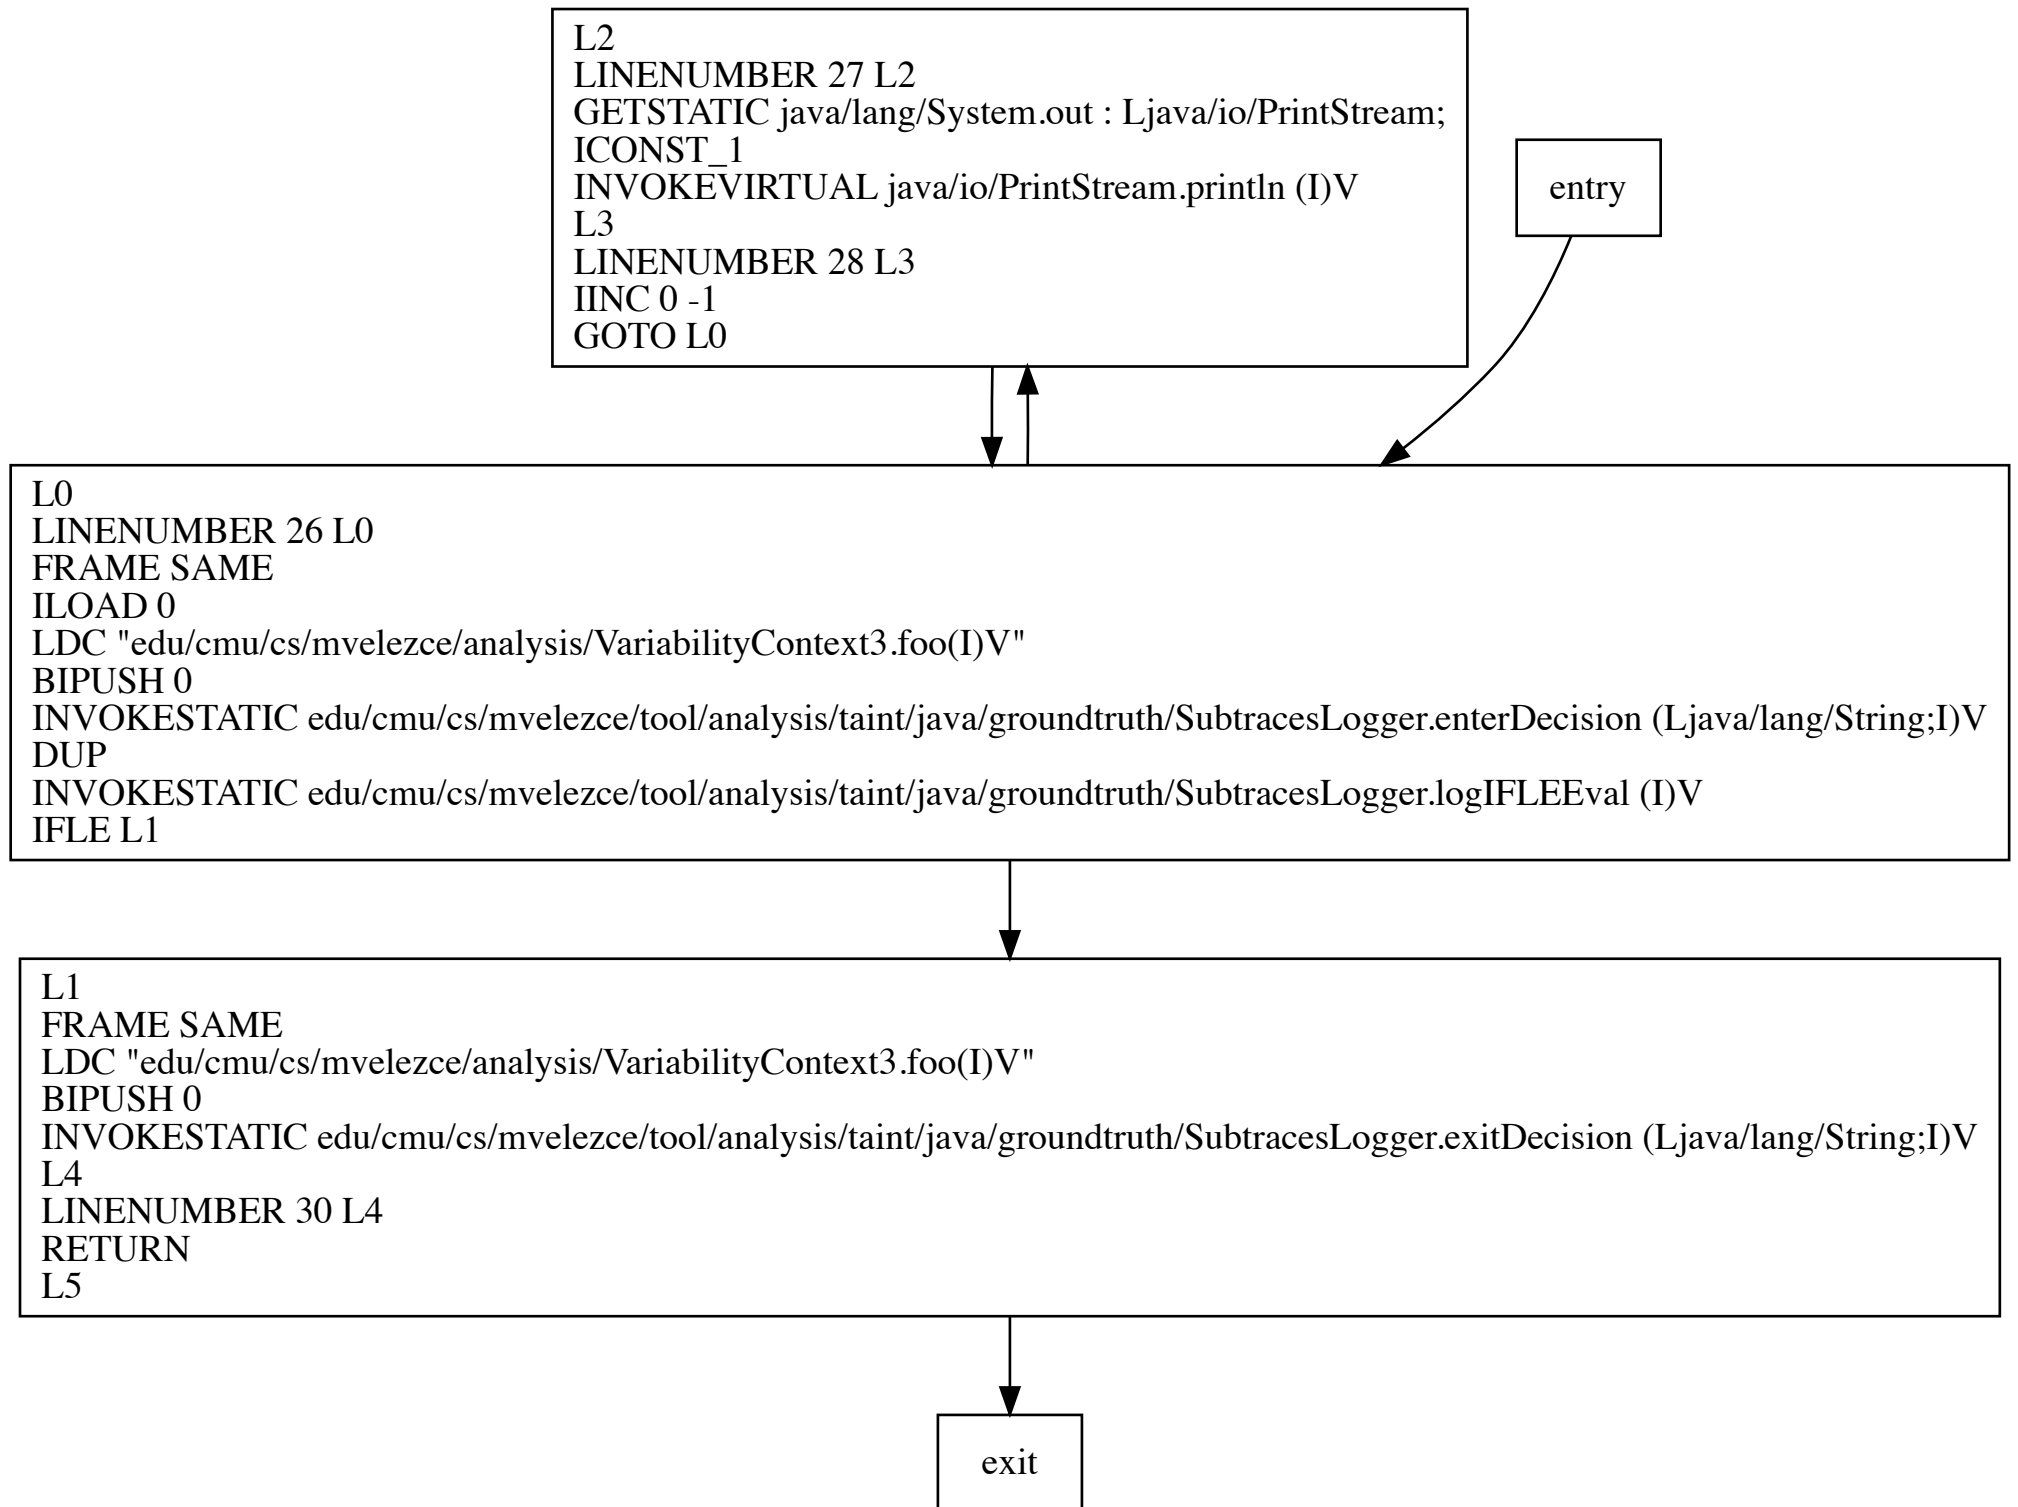 L2
LINENUMBER 27 L2
GETSTATIC java/lang/System.out : Ljava/io/PrintStream;
ICONST_1
INVOKEVIRTUAL java/io/PrintStream.println (I)V
L3
LINENUMBER 28 L3
IINC 0 -1
GOTO L0
entry
L0
LINENUMBER 26 L0
FRAME SAME
ILOAD 0
LDC "edu/cmu/cs/mvelezce/analysis/VariabilityContext3.foo(I)V"
BIPUSH 0
INVOKESTATIC edu/cmu/cs/mvelezce/tool/analysis/taint/java/groundtruth/SubtracesLogger.enterDecision (Ljava/lang/String;I)V
DUP
INVOKESTATIC edu/cmu/cs/mvelezce/tool/analysis/taint/java/groundtruth/SubtracesLogger.logIFLEEval (I)V
IFLE L1
L1
FRAME SAME
LDC "edu/cmu/cs/mvelezce/analysis/VariabilityContext3.foo(I)V"
BIPUSH 0
INVOKESTATIC edu/cmu/cs/mvelezce/tool/analysis/taint/java/groundtruth/SubtracesLogger.exitDecision (Ljava/lang/String;I)V
L4
LINENUMBER 30 L4
RETURN
L5
exit